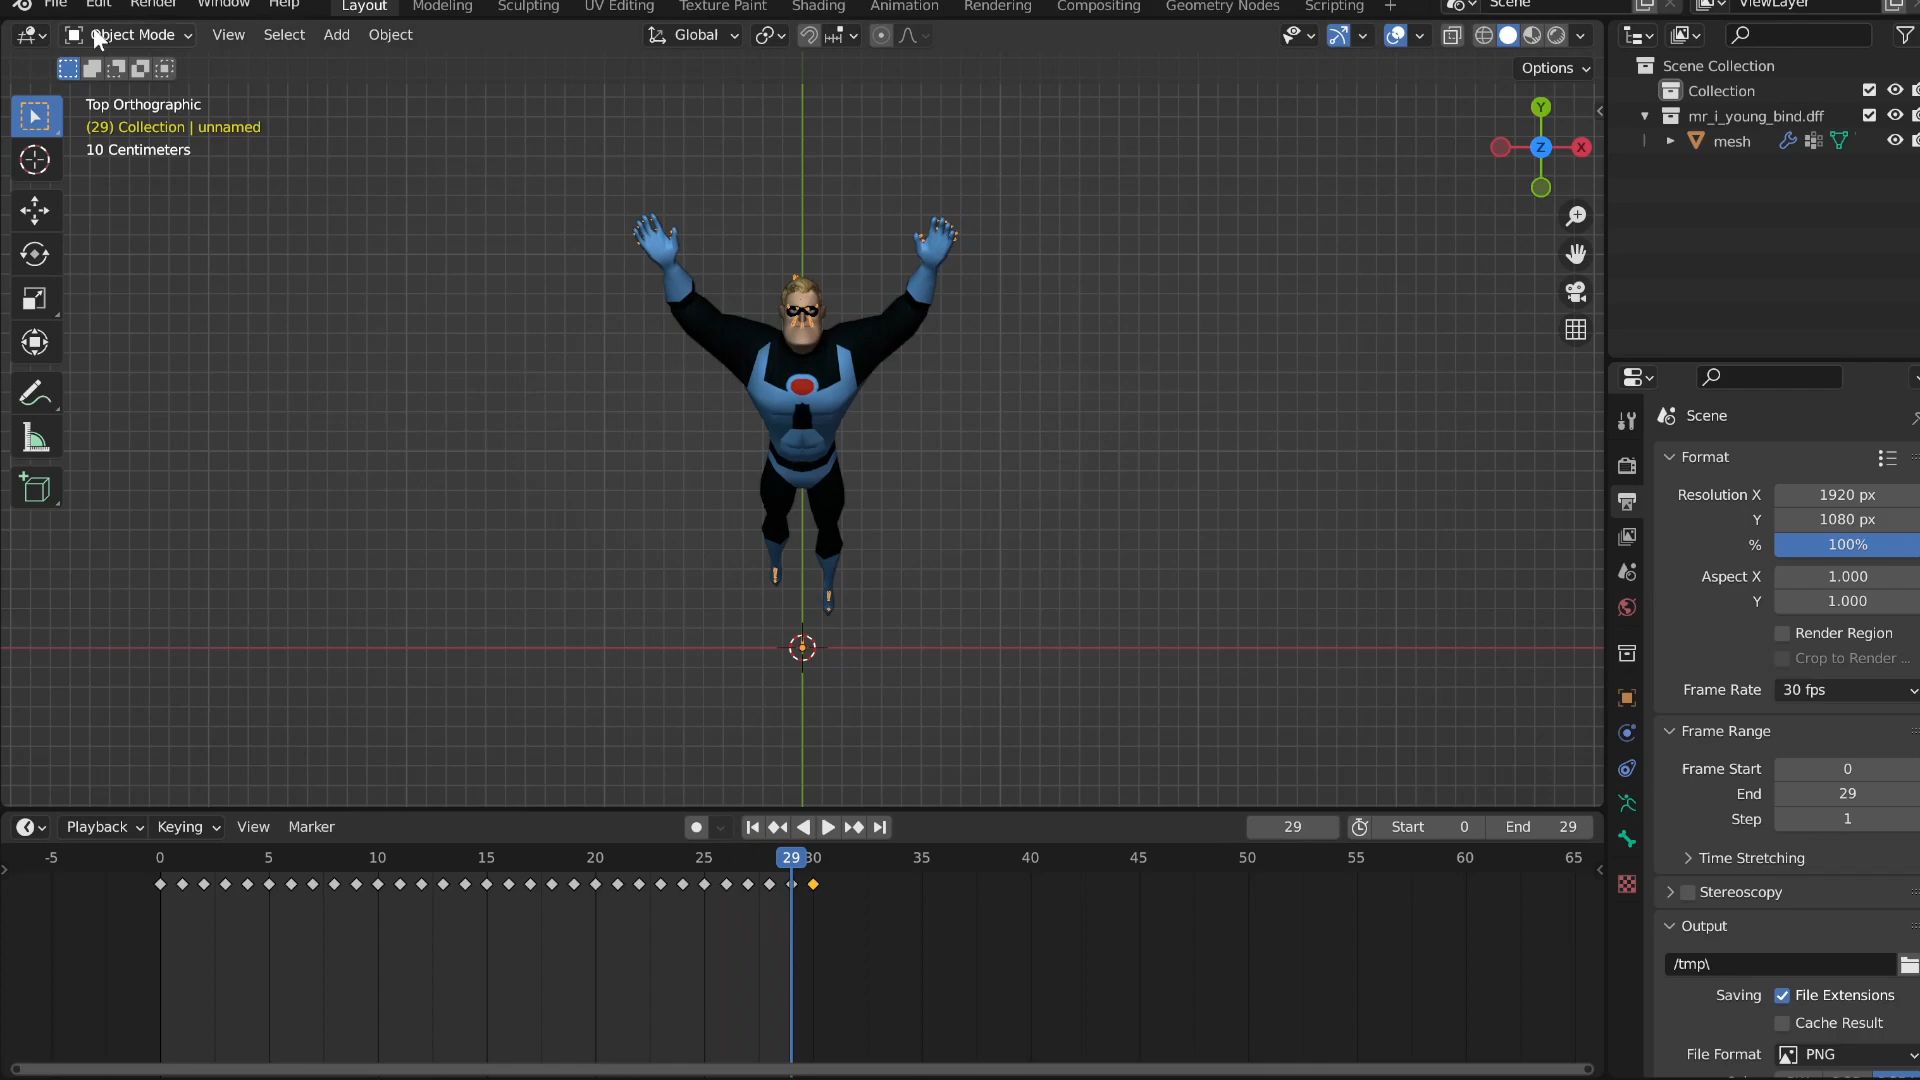 File Edit Render Window Help Layout Modeling Sculpting UV Editing Texture Paint Shading Animation Rendering Compositing Geometry Nodes Scripting + Scene ViewLayer
Object Mode View Select Add Object Global
Options
Top Orthographic
(29) Collection | unnamed
10 Centimeters
Y
X
Z
Scene Collection
Collection
mr_i_young_bind.dff
mesh
Scene
Format
Resolution X 1920 px
Y 1080 px
% 100%
Aspect X 1.000
Y 1.000
Render Region
Crop to Render ...
Frame Rate 30 fps
Frame Range
Frame Start 0
End 29
Step 1
Time Stretching
Stereoscopy
Output
/tmp\
Saving File Extensions
Cache Result
File Format PNG
Playback Keying View Marker 29 Start 0 End 29
-5 0 5 10 15 20 25 29 30 35 40 45 50 55 60 65